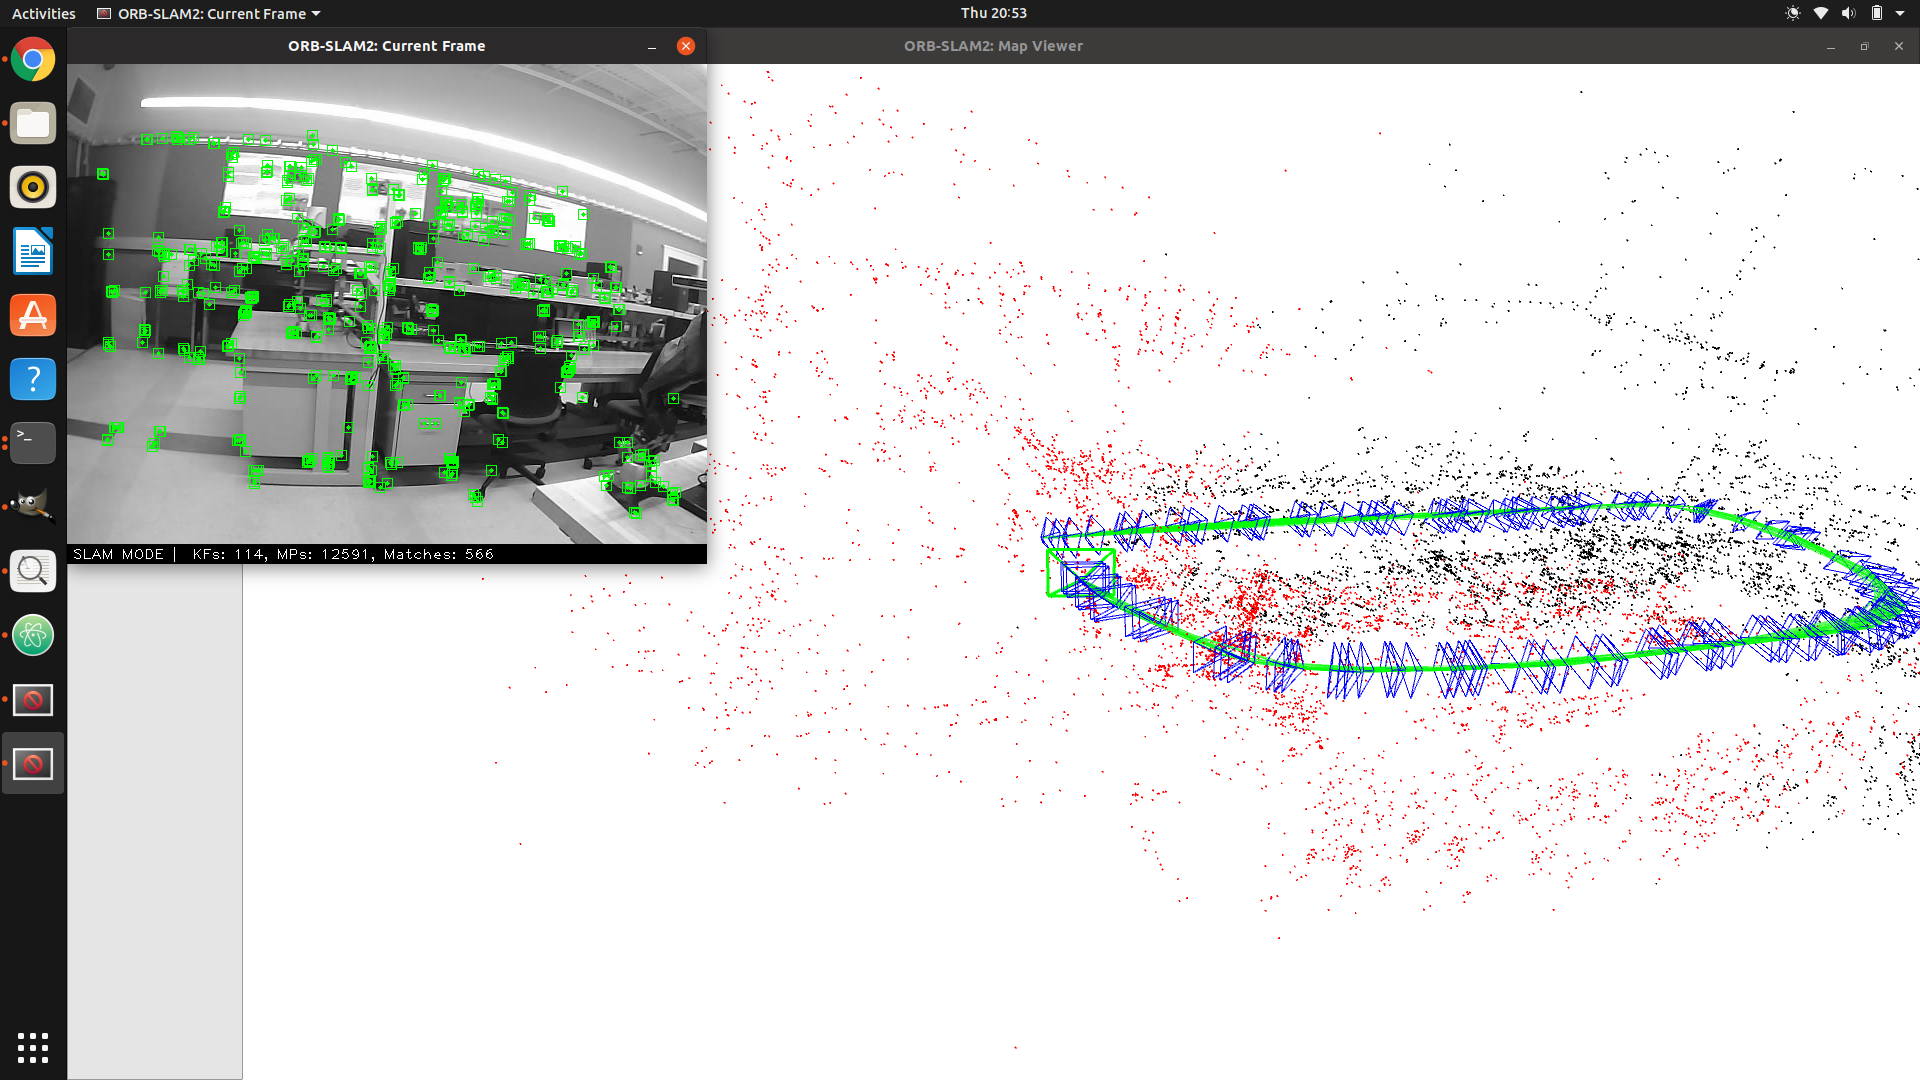 Activities
ORB-SLAM2: Current Frame
Thu 20:53
ORB-SLAM2: Current Frame
ORB-SLAM2: Map Viewer
SLAM MODE | KFs: 114, MPs: 12591, Matches: 566